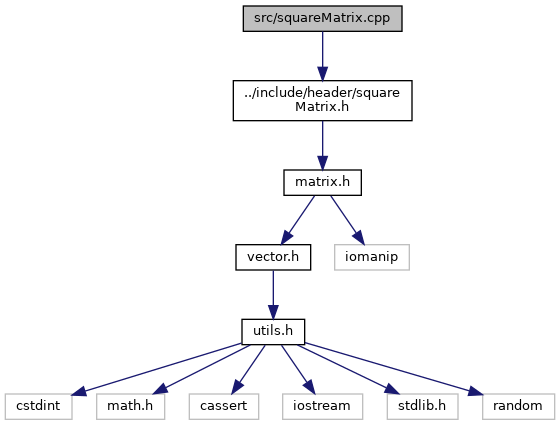 src/squareMatrix.cpp
../include/header/square
Matrix.h
matrix.h
vector.h
iomanip
utils.h
cstdint
math.h
cassert
iostream
stdlib.h
random